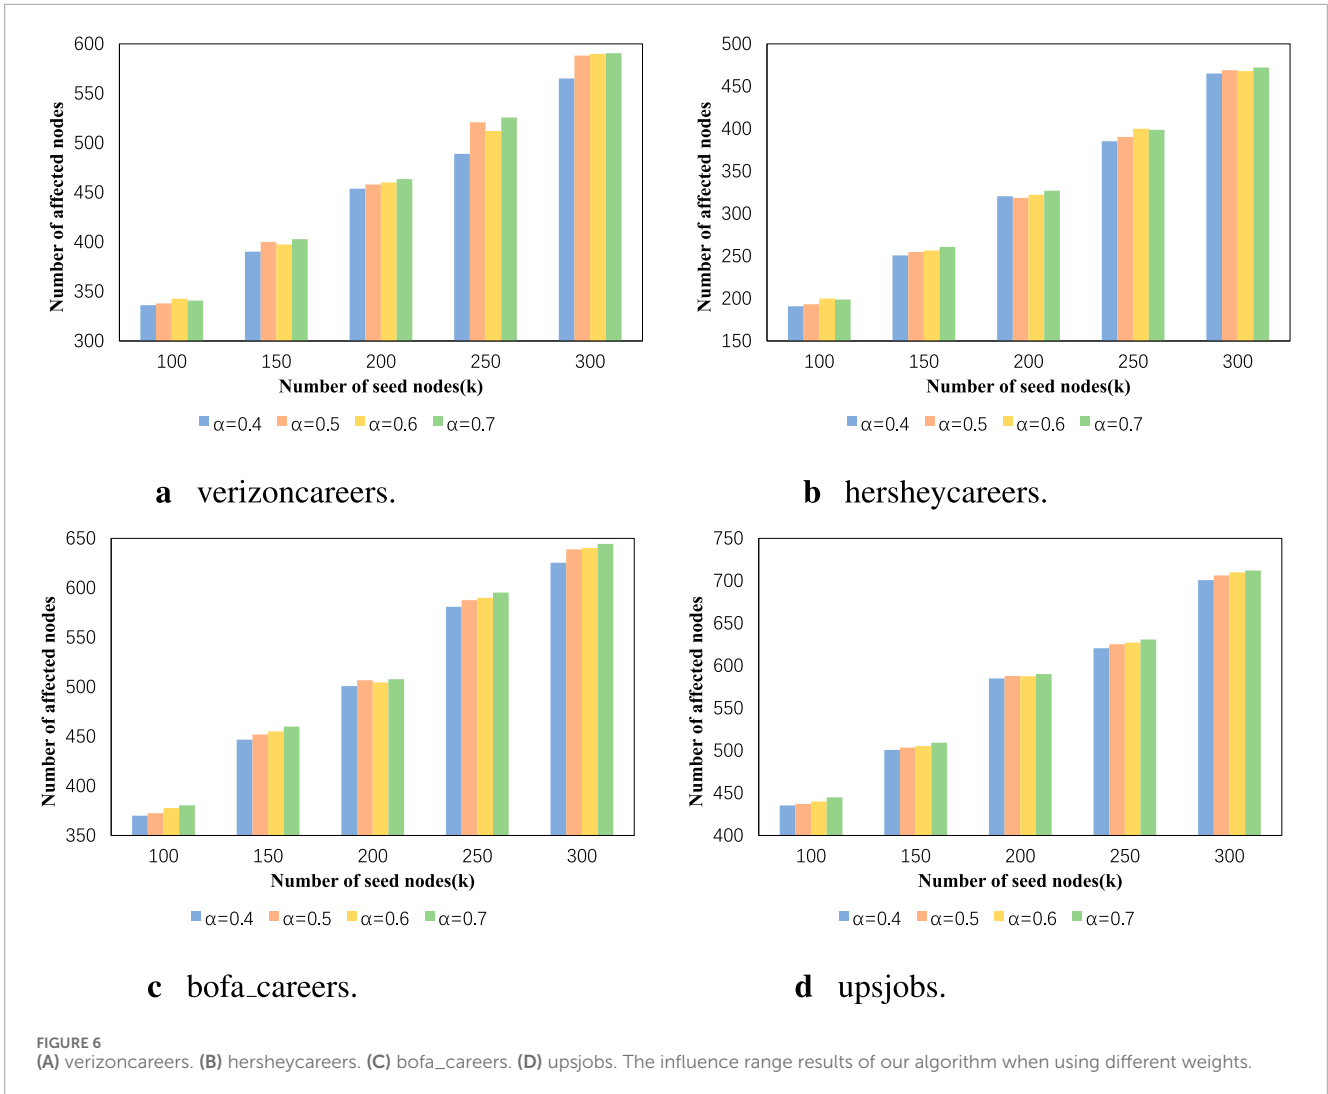 600
550
500
450
400
350
300
Number of affected nodes
100 150 200 250 300
Number of seed nodes(k)
α=0.4 α=0.5 α=0.6 α=0.7
a verizoncareers.
500
450
400
350
300
250
200
150
Number of affected nodes
100 150 200 250 300
Number of seed nodes(k)
α=0.4 α=0.5 α=0.6 α=0.7
b hersheycareers.
650
600
550
500
450
400
350
Number of affected nodes
100 150 200 250 300
Number of seed nodes(k)
α=0.4 α=0.5 α=0.6 α=0.7
c bofa_careers.
750
700
650
600
550
500
450
400
Number of affected nodes
100 150 200 250 300
Number of seed nodes(k)
α=0.4 α=0.5 α=0.6 α=0.7
d upsjobs.
FIGURE 6
(A) verizoncareers. (B) hersheycareers. (C) bofa_careers. (D) upsjobs. The influence range results of our algorithm when using different weights.